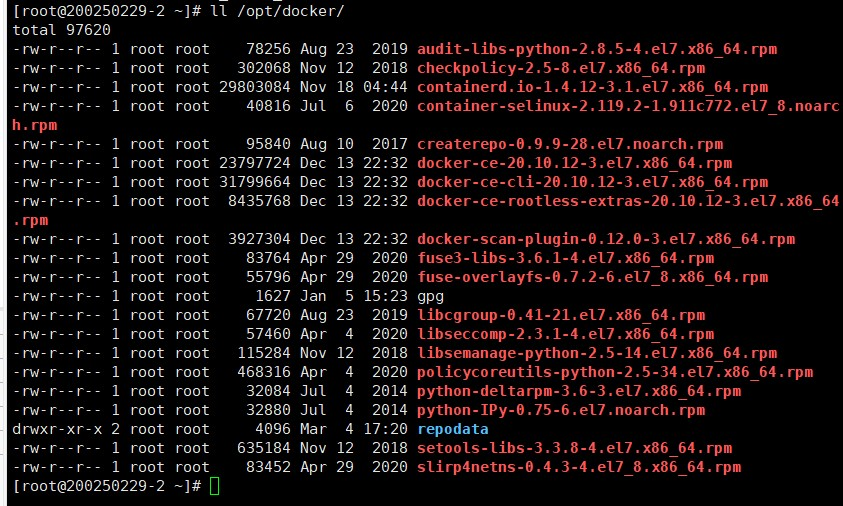 [root@200250229-2 ~]# ll /opt/docker/
total 97620
-rw-r--r-- 1 root root    78256 Aug 23  2019 audit-libs-python-2.8.5-4.el7.x86_64.rpm
-rw-r--r-- 1 root root   302068 Nov 12  2018 checkpolicy-2.5-8.el7.x86_64.rpm
-rw-r--r-- 1 root root 29803084 Nov 18 04:44 containerd.io-1.4.12-3.1.el7.x86_64.rpm
-rw-r--r-- 1 root root    40816 Jul  6  2020 container-selinux-2.119.2-1.911c772.el7_8.noarc
h.rpm
-rw-r--r-- 1 root root    95840 Aug 10  2017 createrepo-0.9.9-28.el7.noarch.rpm
-rw-r--r-- 1 root root 23797724 Dec 13 22:32 docker-ce-20.10.12-3.el7.x86_64.rpm
-rw-r--r-- 1 root root 31799664 Dec 13 22:32 docker-ce-cli-20.10.12-3.el7.x86_64.rpm
-rw-r--r-- 1 root root  8435768 Dec 13 22:32 docker-ce-rootless-extras-20.10.12-3.el7.x86_64
.rpm
-rw-r--r-- 1 root root  3927304 Dec 13 22:32 docker-scan-plugin-0.12.0-3.el7.x86_64.rpm
-rw-r--r-- 1 root root    83764 Apr 29  2020 fuse3-libs-3.6.1-4.el7.x86_64.rpm
-rw-r--r-- 1 root root    55796 Apr 29  2020 fuse-overlayfs-0.7.2-6.el7_8.x86_64.rpm
-rw-r--r-- 1 root root     1627 Jan  5 15:23 gpg
-rw-r--r-- 1 root root    67720 Aug 23  2019 libcgroup-0.41-21.el7.x86_64.rpm
-rw-r--r-- 1 root root    57460 Apr  4  2020 libseccomp-2.3.1-4.el7.x86_64.rpm
-rw-r--r-- 1 root root   115284 Nov 12  2018 libsemanage-python-2.5-14.el7.x86_64.rpm
-rw-r--r-- 1 root root   468316 Apr  4  2020 policycoreutils-python-2.5-34.el7.x86_64.rpm
-rw-r--r-- 1 root root    32084 Jul  4  2014 python-deltarpm-3.6-3.el7.x86_64.rpm
-rw-r--r-- 1 root root    32880 Jul  4  2014 python-IPy-0.75-6.el7.noarch.rpm
drwxr-xr-x 2 root root     4096 Mar  4 17:20 repodata
-rw-r--r-- 1 root root   635184 Nov 12  2018 setools-libs-3.3.8-4.el7.x86_64.rpm
-rw-r--r-- 1 root root    83452 Apr 29  2020 slirp4netns-0.4.3-4.el7_8.x86_64.rpm
[root@200250229-2 ~]#